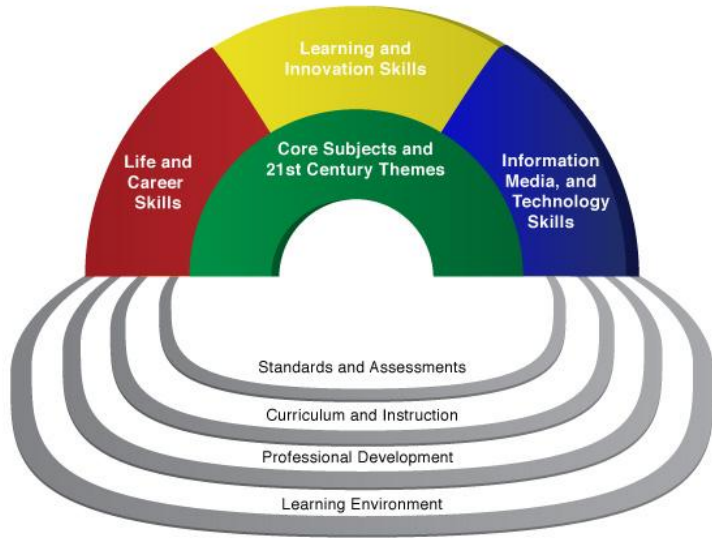 Learning and
Innovation Skills
Core Subjects and
21st Century Themes
Life and
Career
Skills
Information
Media, and
Technology
Skills
Standards and Assessments
Curriculum and Instruction
Professional Development
Learning Environment